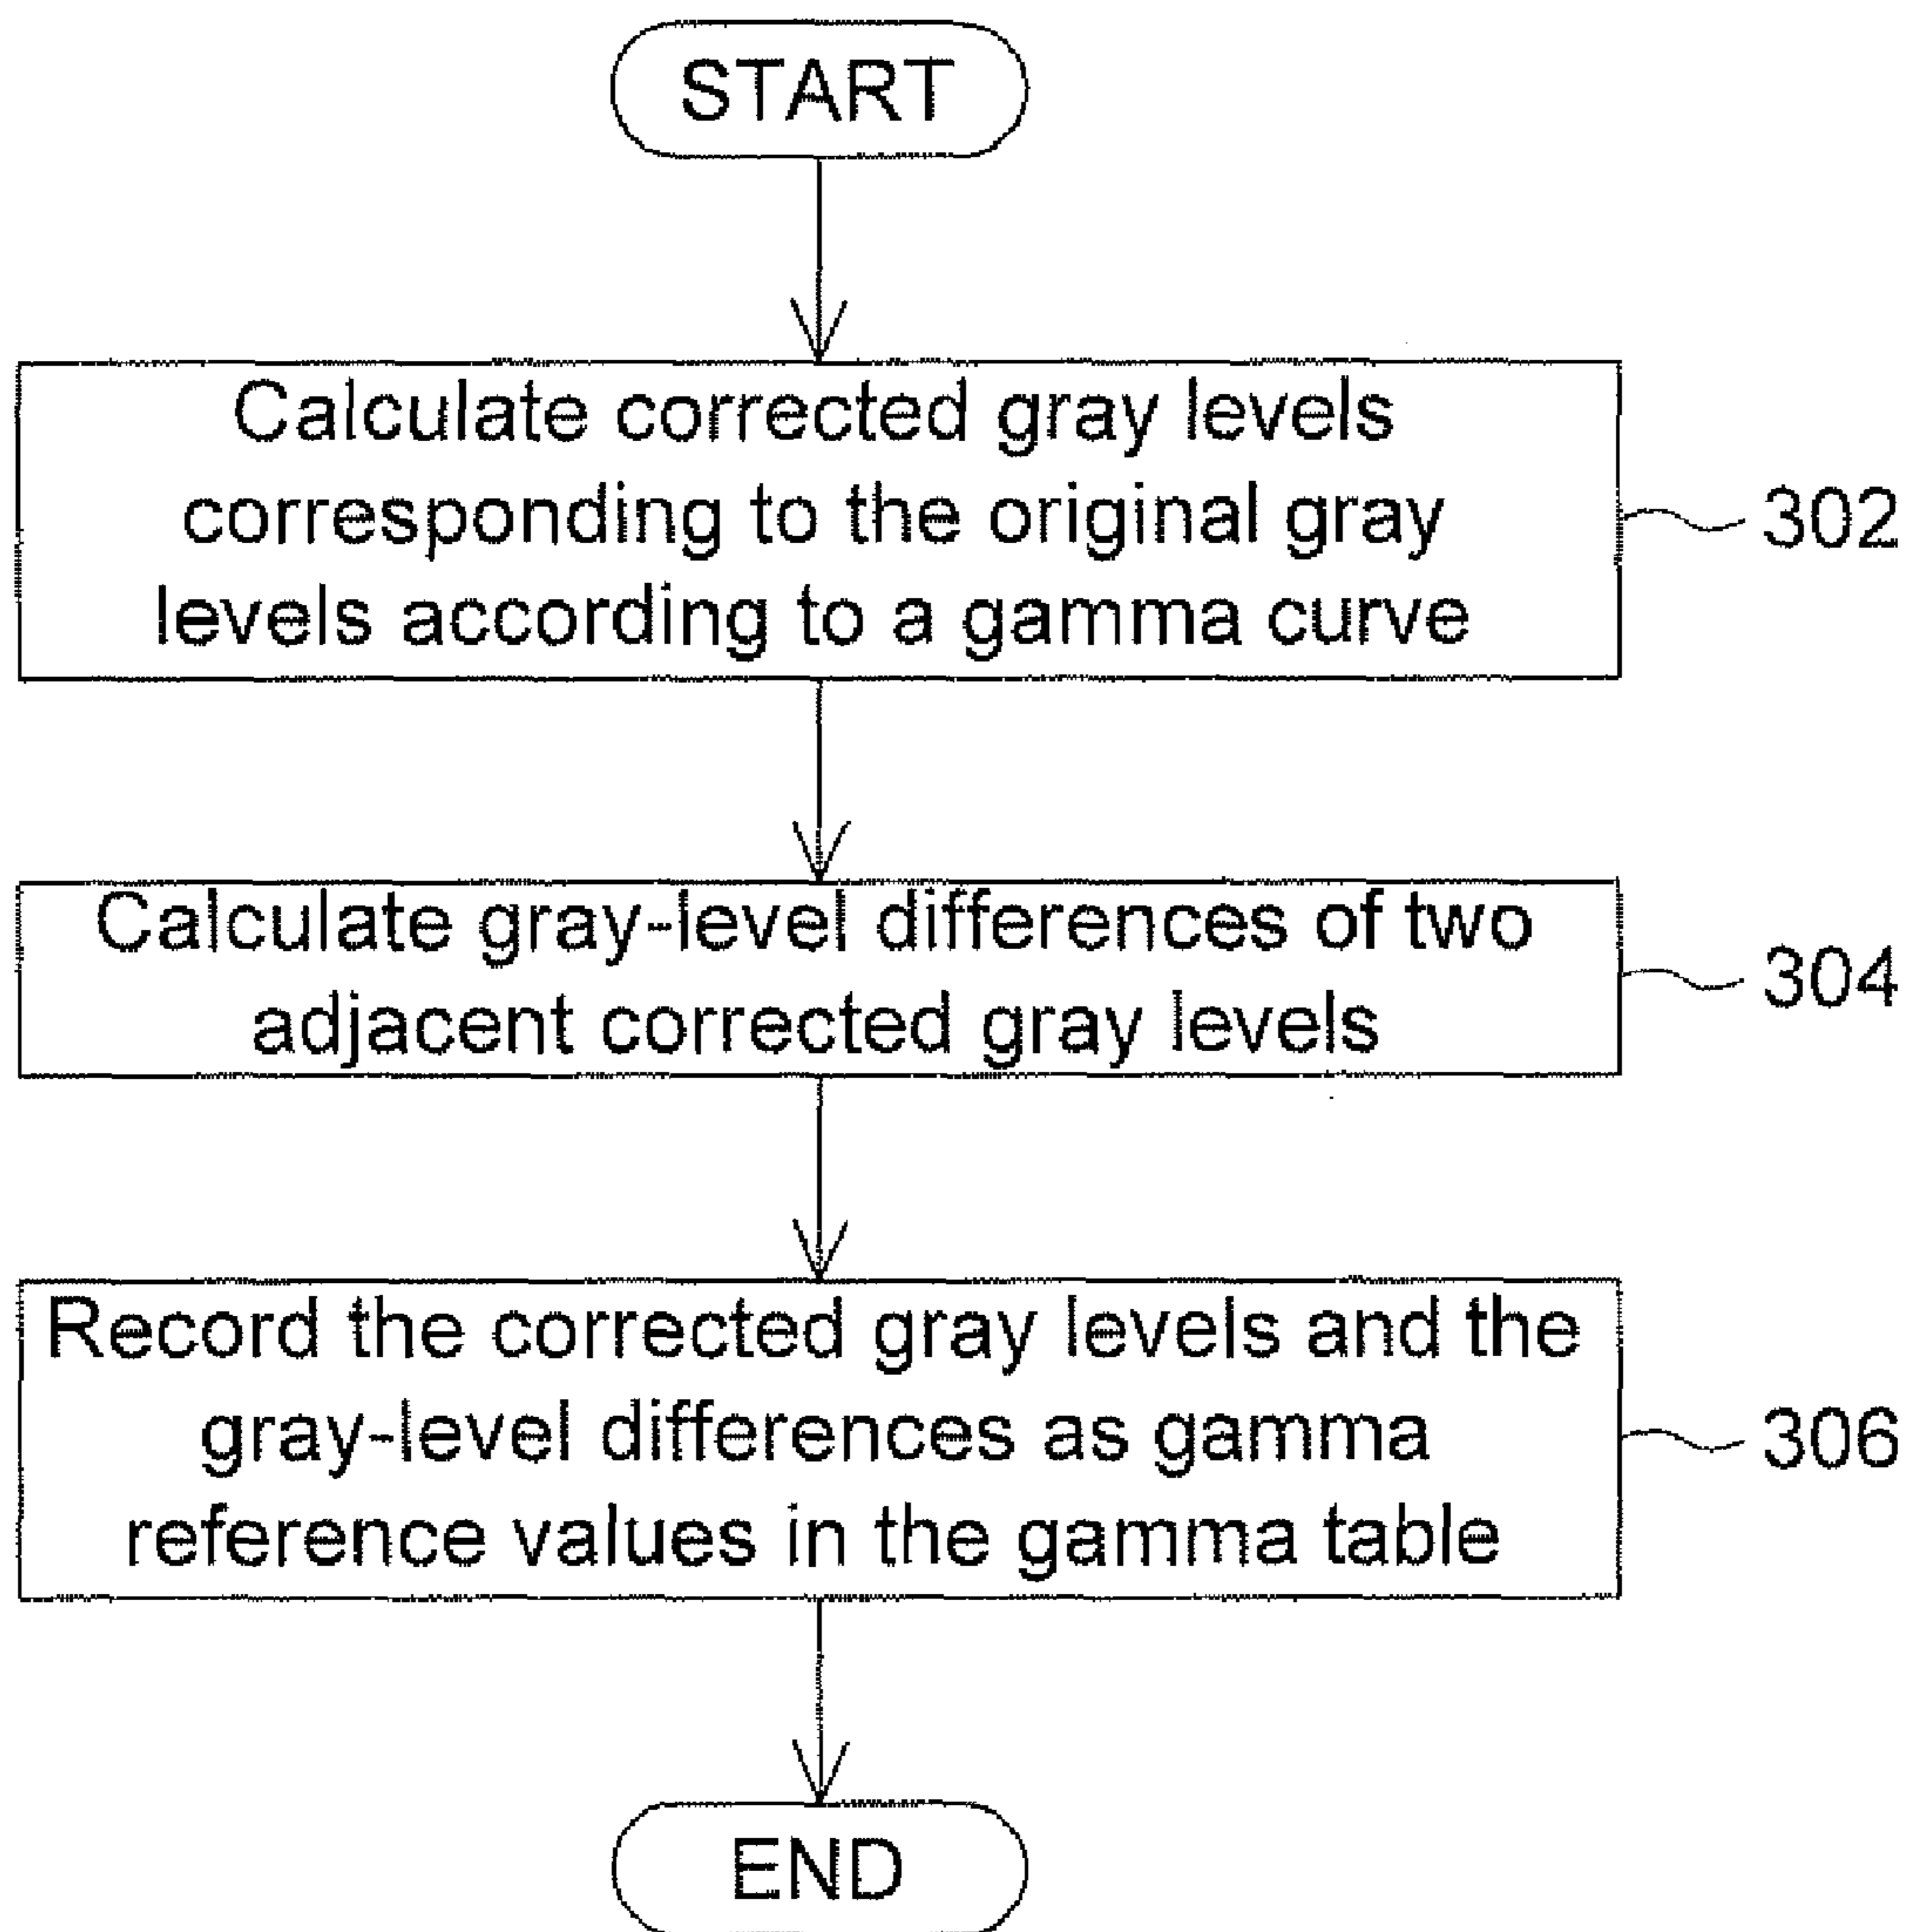 START
Calculate corrected gray levels
corresponding to the original gray
levels according to a gamma curve
302
Calculate gray-level differences of two
adjacent corrected gray levels
304
Record the corrected gray levels and the
gray-level differences as gamma
reference values in the gamma table
306
END